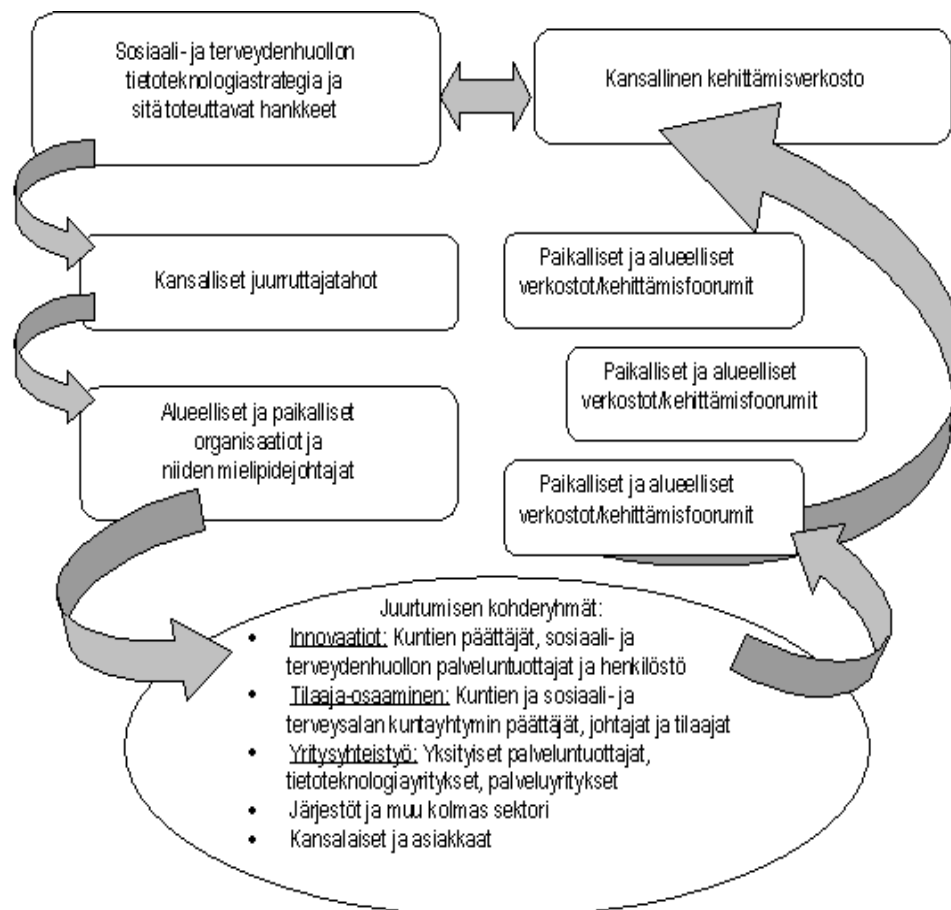 Sosiaali- ja terveydenhuollon
tietoteknologiastrategia ja
sitä toteuttavat hankkeet
Kansallinen kehittämisverkosto
Kansalliset juurruttajatahot
Paikalliset ja alueelliset
verkostot/kehittämisfoorumit
Paikalliset ja alueelliset
verkostot/kehittämisfoorumit
Alueelliset ja paikalliset
organisaatiot ja
niiden mielipidejohtajat
Paikalliset ja alueelliset
verkostot/kehittämisfoorumit
Juurtumisen kohderyhmät:
• Innovaatiot: Kuntien päättäjät, sosiaali- ja
terveydenhuollon palveluntuottajat ja henkilöstö
• Tilaaja-osaaminen: Kuntien ja sosiaali- ja
terveysalan kuntayhtymin päättäjät, johtajat ja tilaajat
• Yritysyhteistyö: Yksityiset palveluntuottajat,
tietoteknologiayritykset, palveluyritykset
• Järjestöt ja muu kolmas sektori
• Kansalaiset ja asiakkaat